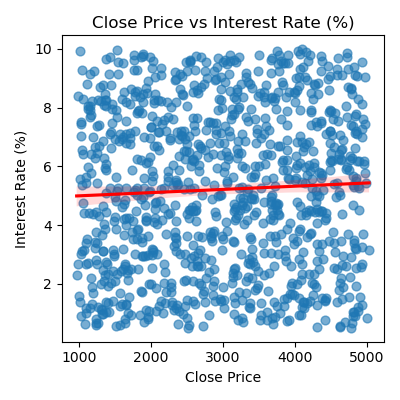 Close Price vs Interest Rate (%)
Interest Rate (%)
10
8
6
4
2
1000 2000 3000 4000 5000
Close Price